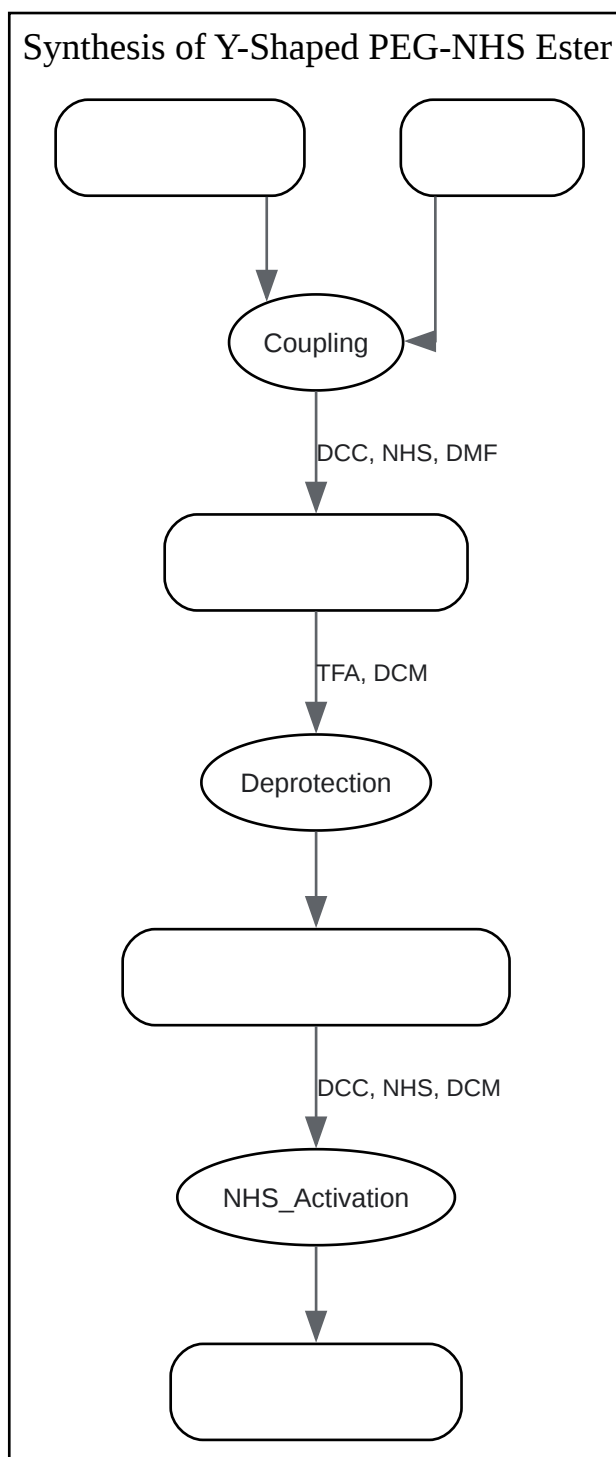 Synthesis of Y-Shaped PEG-NHS Ester
Coupling
DCC, NHS, DMF
TFA, DCM
Deprotection
DCC, NHS, DCM
NHS_Activation